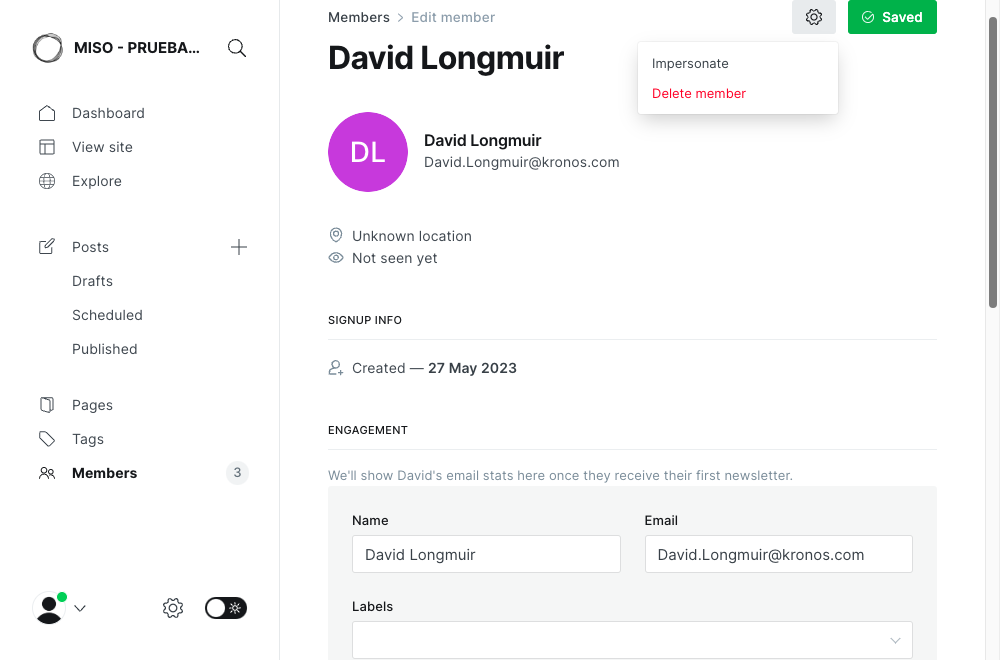 MISO - PRUEBA...
Dashboard
View site
Explore
Posts
Drafts
Scheduled
Published
Pages
Tags
Members 3
Members > Edit member
Saved
David Longmuir
Impersonate
Delete member
DL
David Longmuir
David.Longmuir@kronos.com
Unknown location
Not seen yet
SIGNUP INFO
Created — 27 May 2023
ENGAGEMENT
We'll show David's email stats here once they receive their first newsletter.
Name
David Longmuir
Email
David.Longmuir@kronos.com
Labels